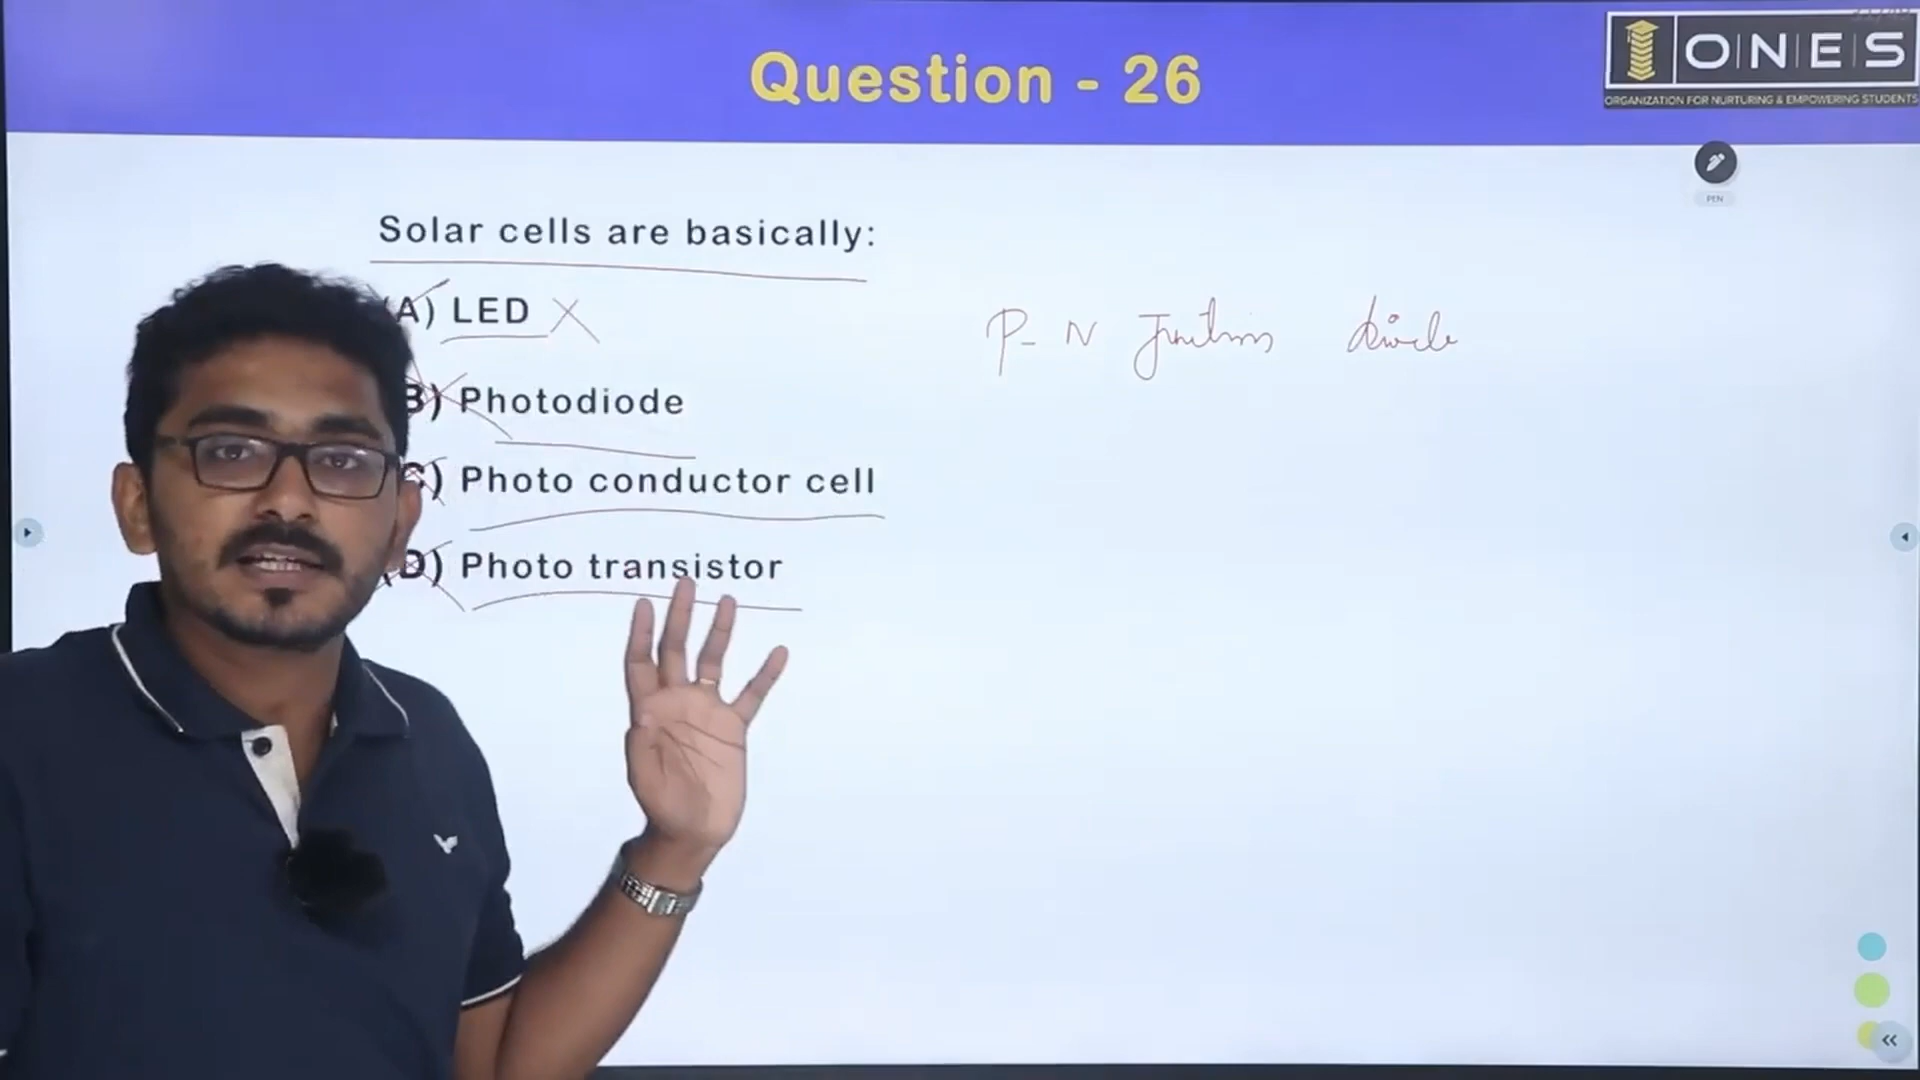 Question - 26
O|N|E|S
ORGANIZATION FOR NURTURING & EMPOWERING STUDENTS
PEN
Solar cells are basically:
(A) LED
P-N Junction diode
B) Photodiode
C) Photo conductor cell
(D) Photo transistor